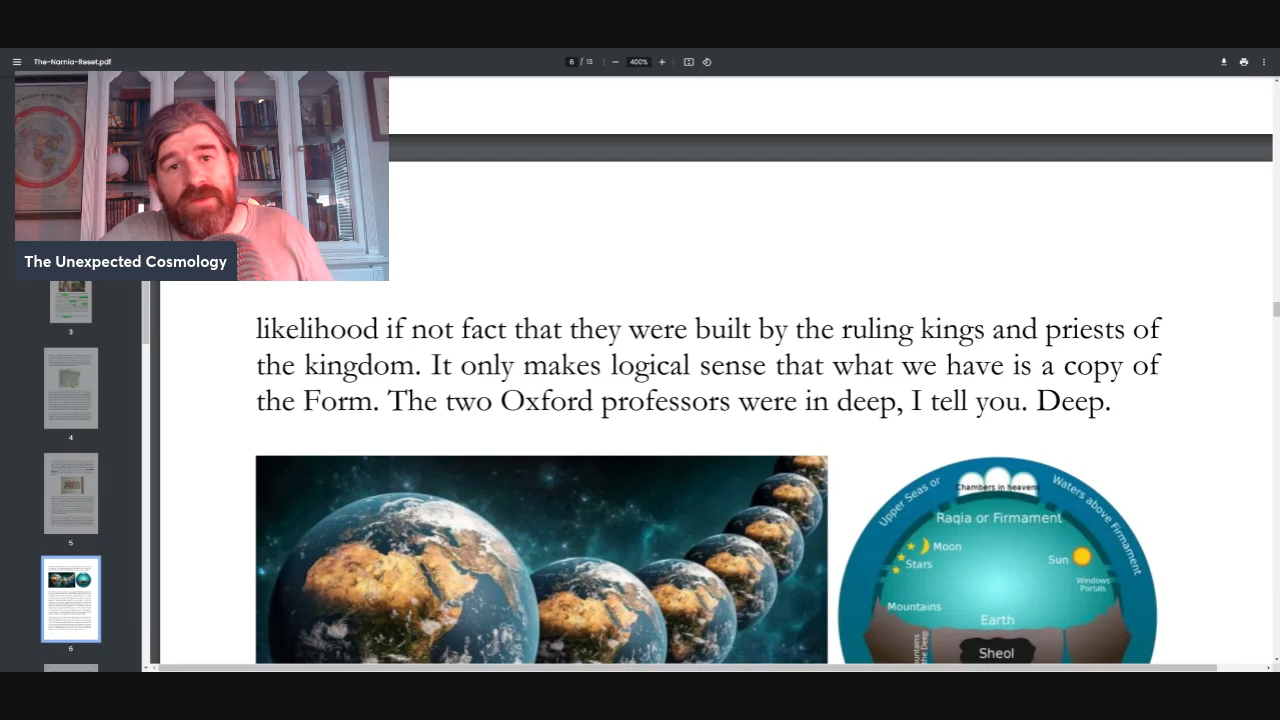 The-Narnia-Reset.pdf
6 / 13
400%
The Unexpected Cosmology
3
4
5
6
likelihood if not fact that they were built by the ruling kings and priests of
the kingdom. It only makes logical sense that what we have is a copy of
the Form. The two Oxford professors were in deep, I tell you. Deep.
Upper Seas or
Waters above Firmament
Chambers in heavens
Raqia or Firmament
Moon
Stars
Sun
Windows
Portals
Mountains
Earth
Sheol